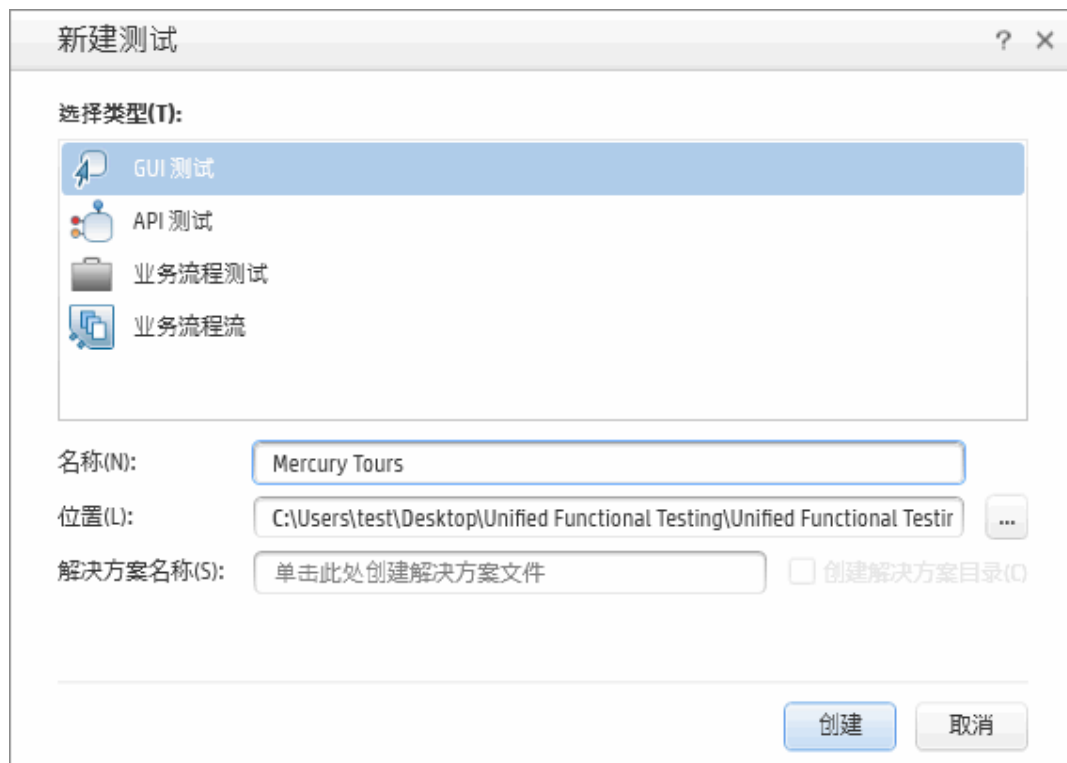 新建测试
选择类型(T):
GUI 测试
API 测试
业务流程测试
业务流程流
名称(N): Mercury Tours
位置(L): C:\Users\test\Desktop\Unified Functional Testing\Unified Functional Testin ...
解决方案名称(S): 单击此处创建解决方案文件 创建解决方案目录(C)
创建 取消